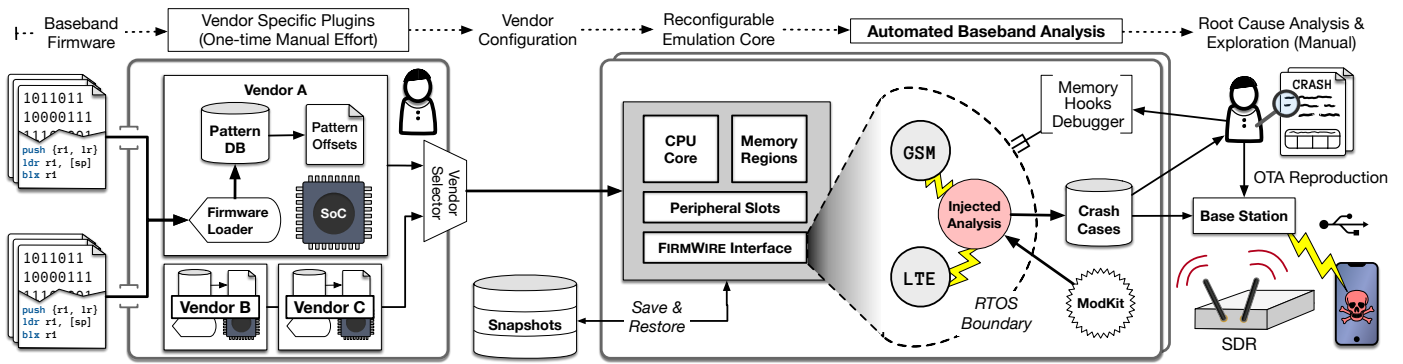 Baseband
Firmware
Vendor Specific Plugins
(One-time Manual Effort)
Vendor
Configuration
Reconfigurable
Emulation Core
Automated Baseband Analysis
Root Cause Analysis &
Exploration (Manual)
1011011
10000111
push {r1, lr}
ldr r1, [sp]
blx r1
1011011
10000111
push {r1, lr}
ldr r1, [sp]
blx r1
Vendor A
Pattern
DB
Pattern
Offsets
Firmware
Loader
SoC
Vendor B
Vendor C
Vendor
Selector
CPU
Core
Memory
Regions
Peripheral Slots
FIRMWIRE Interface
Snapshots
Save &
Restore
GSM
Injected
Analysis
LTE
RTOS
Boundary
ModKit
Memory
Hooks
Debugger
Crash
Cases
CRASH
OTA Reproduction
Base Station
SDR